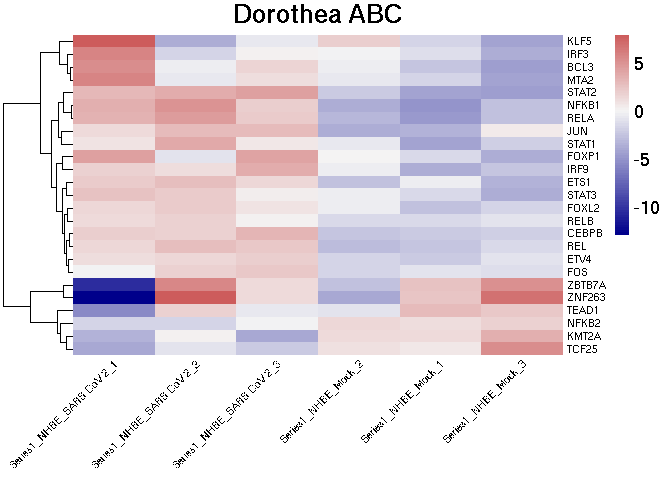 Dorothea ABC
KLF5
IRF3
BCL3
MTA2
STAT2
NFKB1
RELA
JUN
STAT1
FOXP1
IRF9
ETS1
STAT3
FOXL2
RELB
CEBPB
REL
ETV4
FOS
ZBTB7A
ZNF263
TEAD1
NFKB2
KMT2A
TCF25
5
0
-5
-10
Series1_NHBE_SARS CoV2_1
Series1_NHBE_SARS CoV2_2
Series1_NHBE_SARS CoV2_3
Series1_NHBE_Mock_2
Series1_NHBE_Mock_1
Series1_NHBE_Mock_3